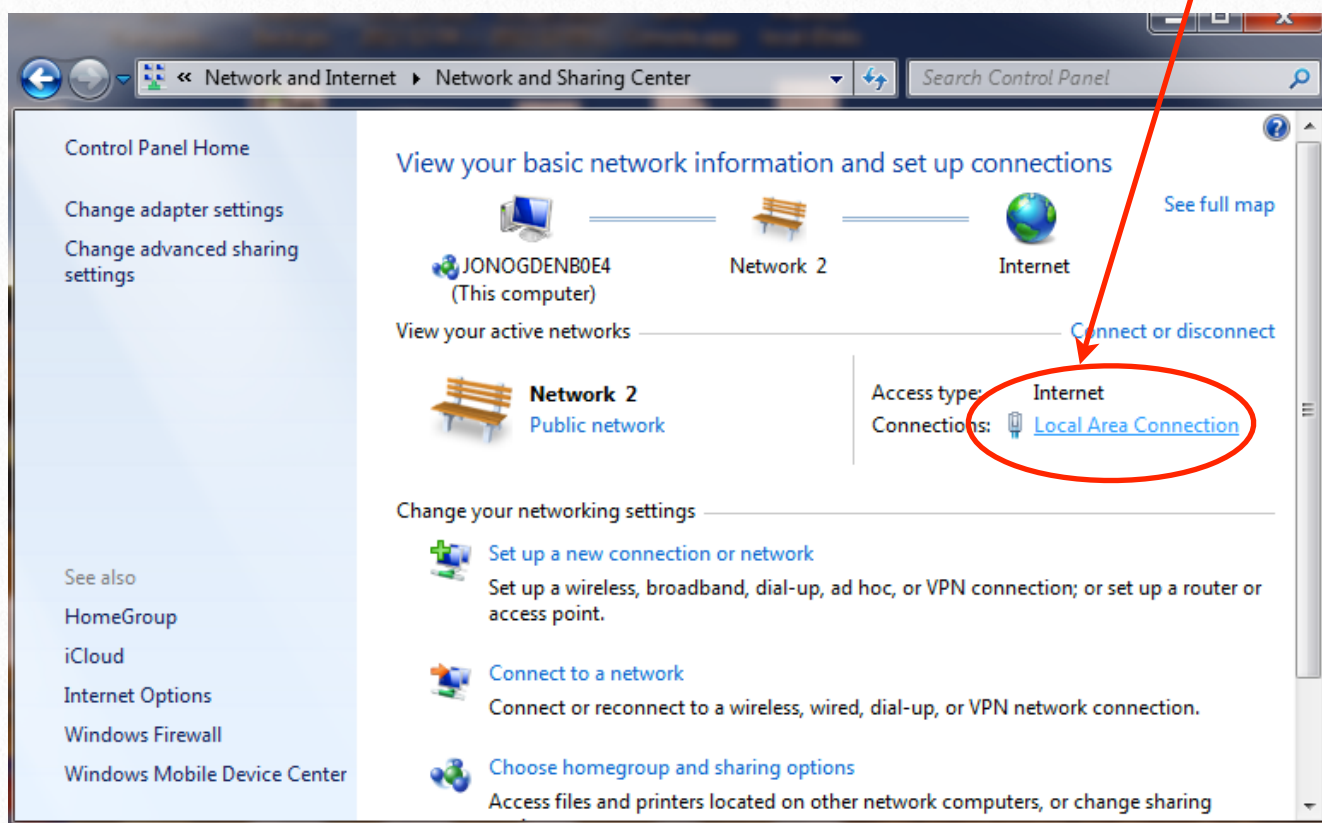 « Network and Internet ▸ Network and Sharing Center
Search Control Panel
Control Panel Home
Change adapter settings
Change advanced sharing
settings
See also
HomeGroup
iCloud
Internet Options
Windows Firewall
Windows Mobile Device Center
View your basic network information and set up connections
See full map
JONOGDENB0E4
(This computer)
Network 2
Internet
View your active networks
Connect or disconnect
Network 2
Public network
Access type: Internet
Connections: Local Area Connection
Change your networking settings
Set up a new connection or network
Set up a wireless, broadband, dial-up, ad hoc, or VPN connection; or set up a router or
access point.
Connect to a network
Connect or reconnect to a wireless, wired, dial-up, or VPN network connection.
Choose homegroup and sharing options
Access files and printers located on other network computers, or change sharing